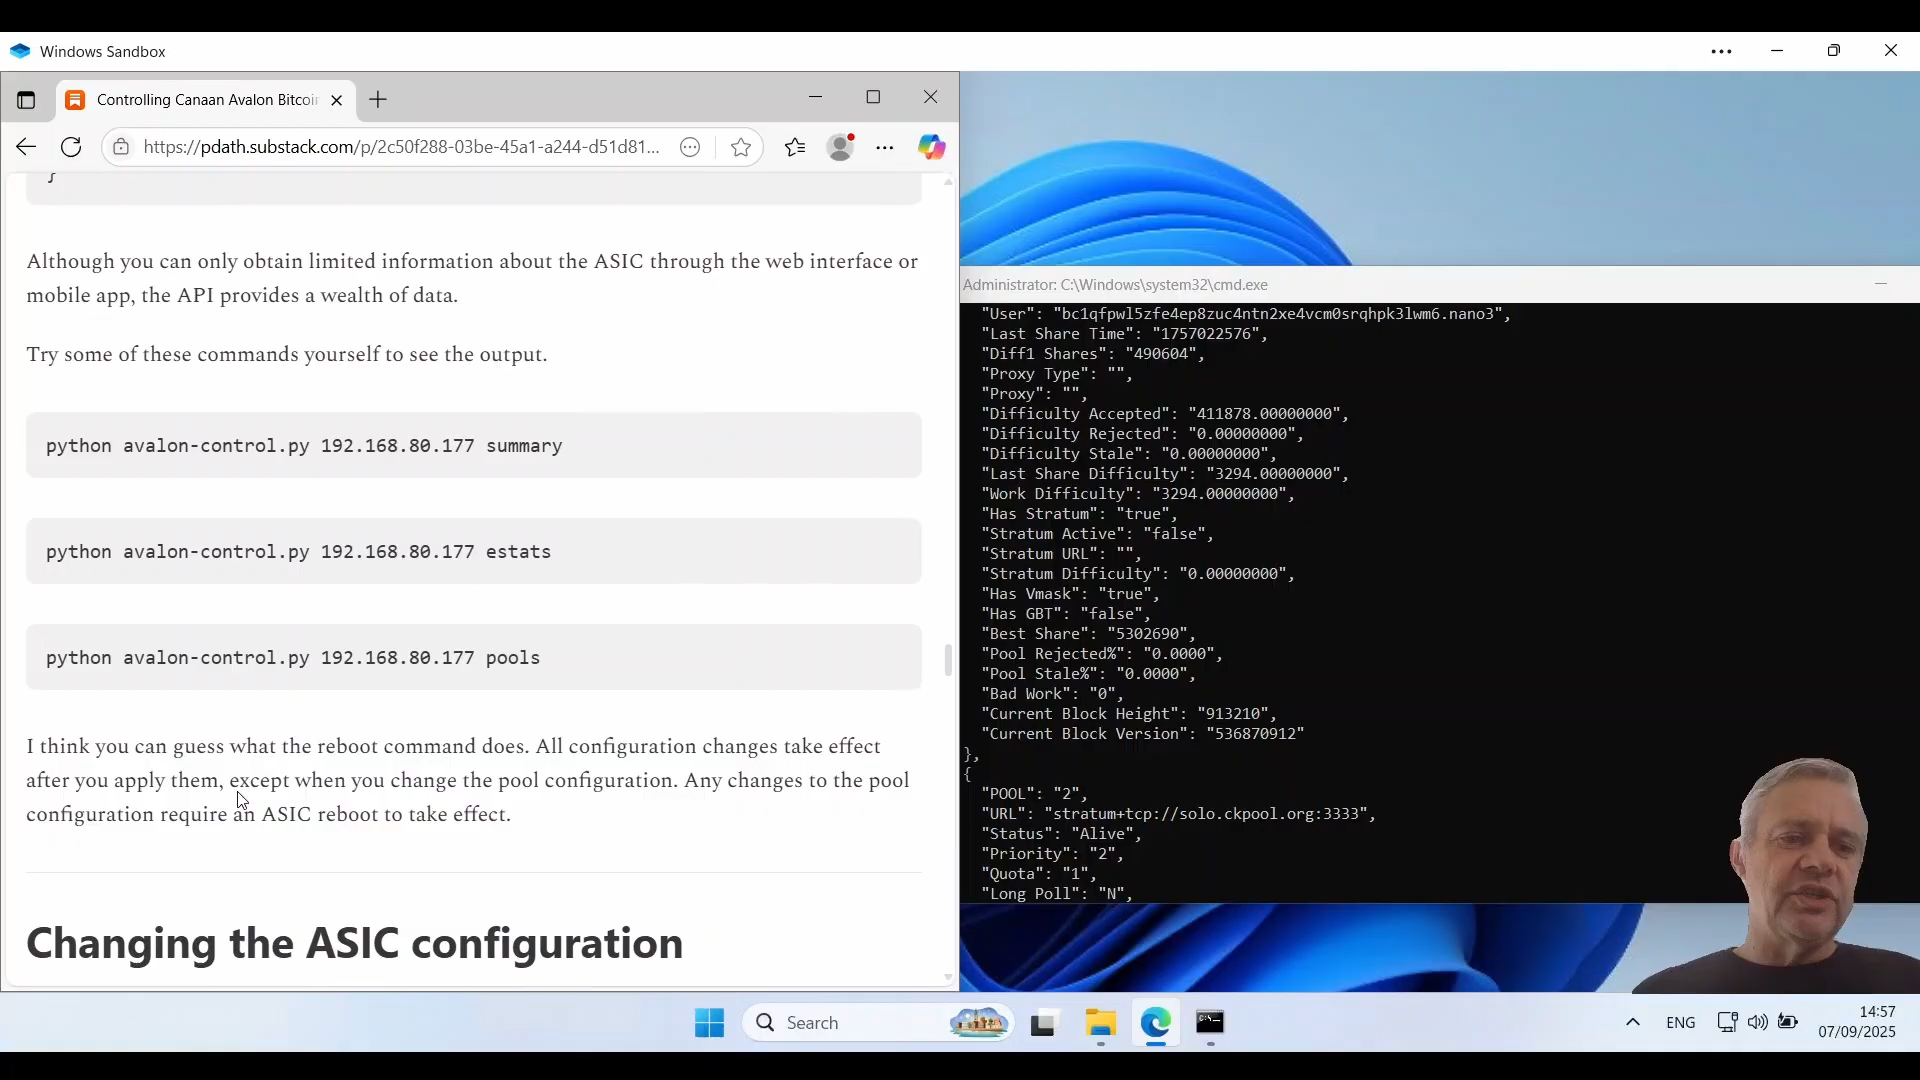 Windows Sandbox
Controlling Canaan Avalon Bitcoi
https://pdath.substack.com/p/2c50f288-03be-45a1-a244-d51d81...
}
Although you can only obtain limited information about the ASIC through the web interface or
mobile app, the API provides a wealth of data.
Try some of these commands yourself to see the output.
python avalon-control.py 192.168.80.177 summary
python avalon-control.py 192.168.80.177 estats
python avalon-control.py 192.168.80.177 pools
I think you can guess what the reboot command does. All configuration changes take effect
after you apply them, except when you change the pool configuration. Any changes to the pool
configuration require an ASIC reboot to take effect.
Changing the ASIC configuration
Administrator: C:\Windows\system32\cmd.exe
"User": "bc1qfpwl5zfe4ep8zuc4ntn2xe4vcm0srqhpk3lwm6.nano3",
"Last Share Time": "1757022576",
"Diff1 Shares": "490604",
"Proxy Type": "",
"Proxy": "",
"Difficulty Accepted": "411878.00000000",
"Difficulty Rejected": "0.00000000",
"Difficulty Stale": "0.00000000",
"Last Share Difficulty": "3294.00000000",
"Work Difficulty": "3294.00000000",
"Has Stratum": "true",
"Stratum Active": "false",
"Stratum URL": "",
"Stratum Difficulty": "0.00000000",
"Has Vmask": "true",
"Has GBT": "false",
"Best Share": "5302690",
"Pool Rejected%": "0.0000",
"Pool Stale%": "0.0000",
"Bad Work": "0",
"Current Block Height": "913210",
"Current Block Version": "536870912"
},
{
"POOL": "2",
"URL": "stratum+tcp://solo.ckpool.org:3333",
"Status": "Alive",
"Priority": "2",
"Quota": "1",
"Long Poll": "N",
Search
ENG
14:57
07/09/2025